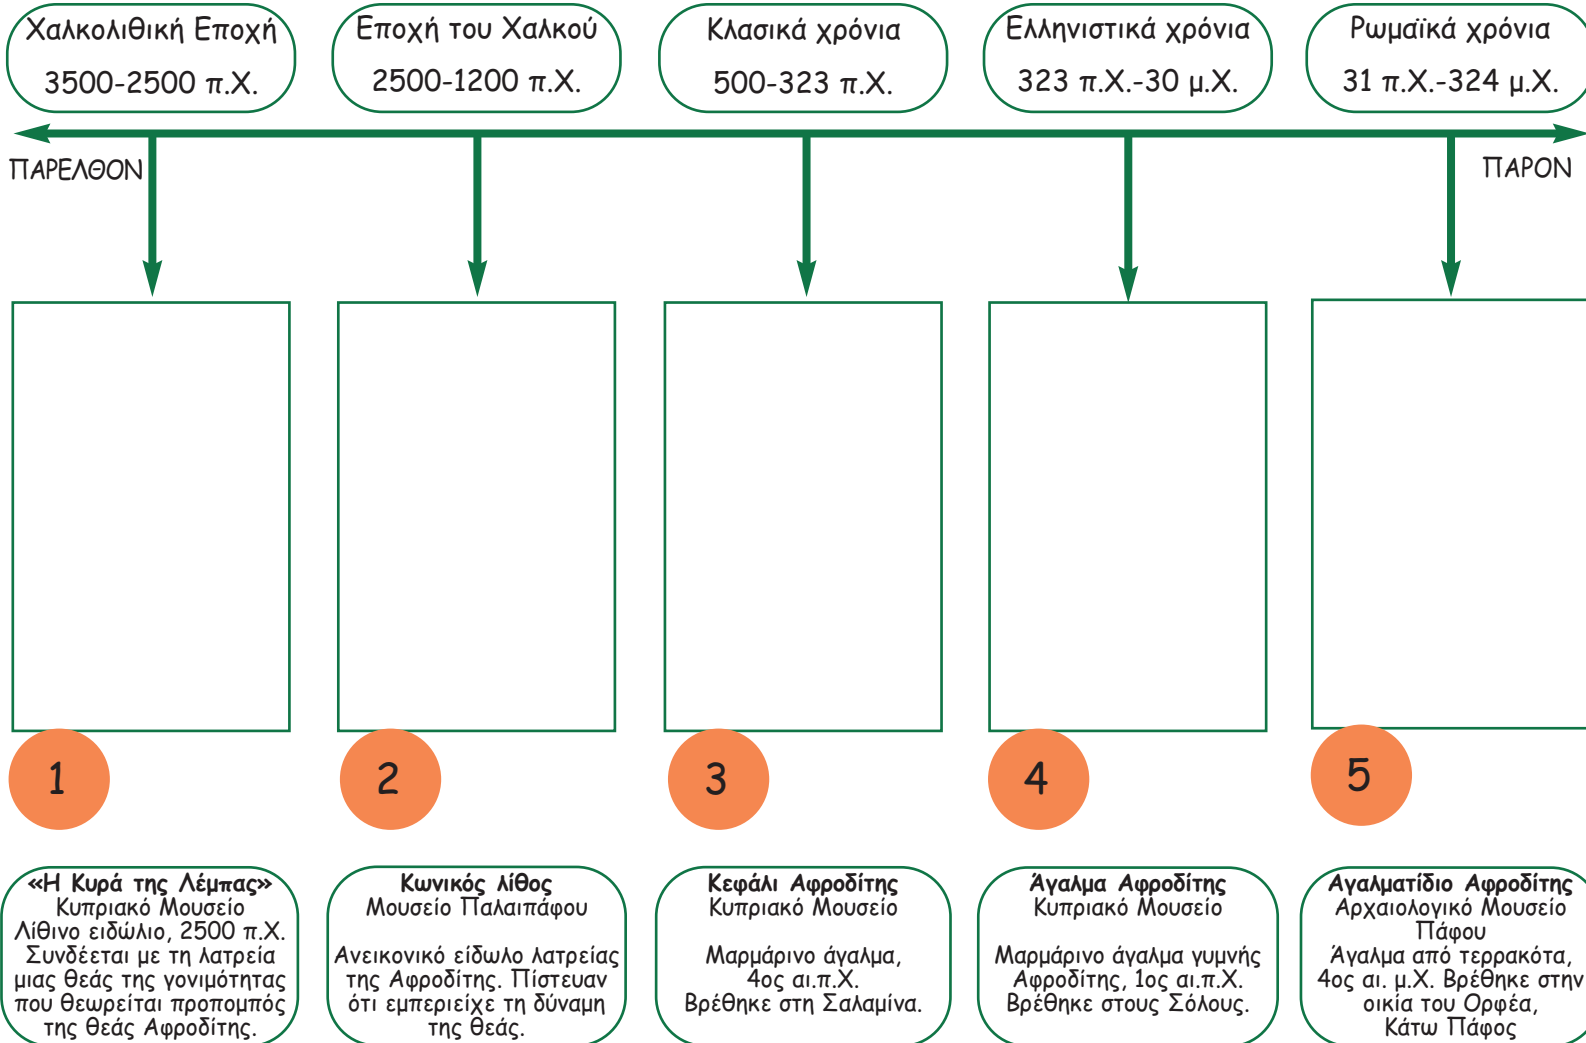 Χαλκολιθική Εποχή
3500-2500 π.Χ.
Εποχή του Χαλκού
2500-1200 π.Χ.
Κλασικά χρόνια
500-323 π.Χ.
Ελληνιστικά χρόνια
323 π.Χ.-30 μ.Χ.
Ρωμαϊκά χρόνια
31 π.Χ.-324 μ.Χ.
ΠΑΡΕΛΘΟΝ
ΠΑΡΟΝ
1
2
3
4
5
«Η Κυρά της Λέμπας»
Κυπριακό Μουσείο
Λίθινο ειδώλιο, 2500 π.Χ.
Συνδέεται με τη λατρεία
μιας θεάς της γονιμότητας
που θεωρείται προπομπός
της θεάς Αφροδίτης.
Κωνικός λίθος
Μουσείο Παλαιπάφου
Ανεικονικό είδωλο λατρείας
της Αφροδίτης. Πίστευαν
ότι εμπεριείχε τη δύναμη
της θεάς.
Κεφάλι Αφροδίτης
Κυπριακό Μουσείο
Μαρμάρινο άγαλμα,
4ος αι.π.Χ.
Βρέθηκε στη Σαλαμίνα.
Άγαλμα Αφροδίτης
Κυπριακό Μουσείο
Μαρμάρινο άγαλμα γυμνής
Αφροδίτης, 1ος αι.π.Χ.
Βρέθηκε στους Σόλους.
Αγαλματίδιο Αφροδίτης
Αρχαιολογικό Μουσείο
Πάφου
Άγαλμα από τερρακότα,
4ος αι. μ.Χ. Βρέθηκε στην
οικία του Ορφέα,
Κάτω Πάφος